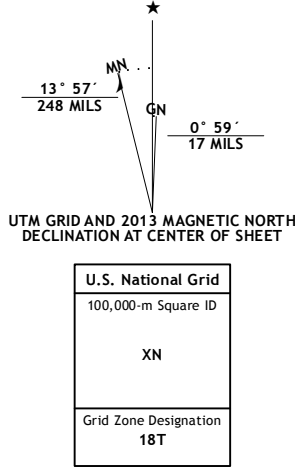 ★
MN
GN
13° 57´
248 MILS
0° 59´
17 MILS
UTM GRID AND 2013 MAGNETIC NORTH
DECLINATION AT CENTER OF SHEET
U.S. National Grid
100,000-m Square ID
XN
Grid Zone Designation
18T